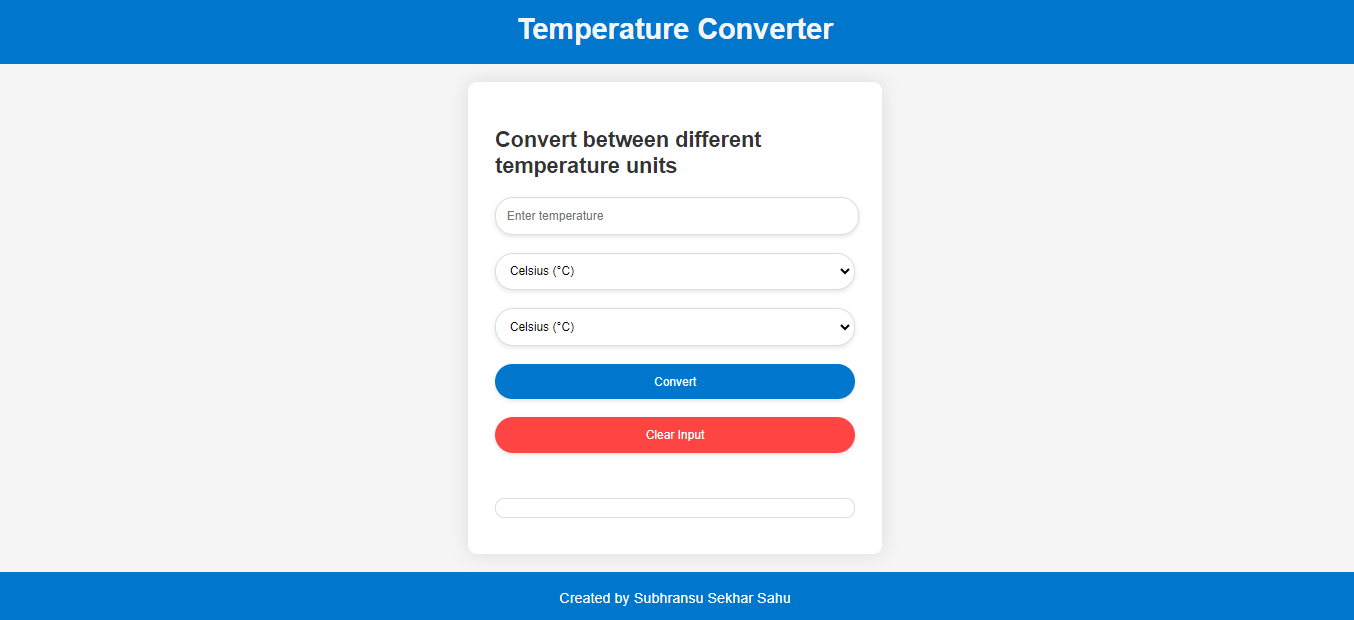 Temperature Converter
Convert between different
temperature units
Enter temperature
Celsius (°C)
Celsius (°C)
Convert
Clear Input
Created by Subhransu Sekhar Sahu